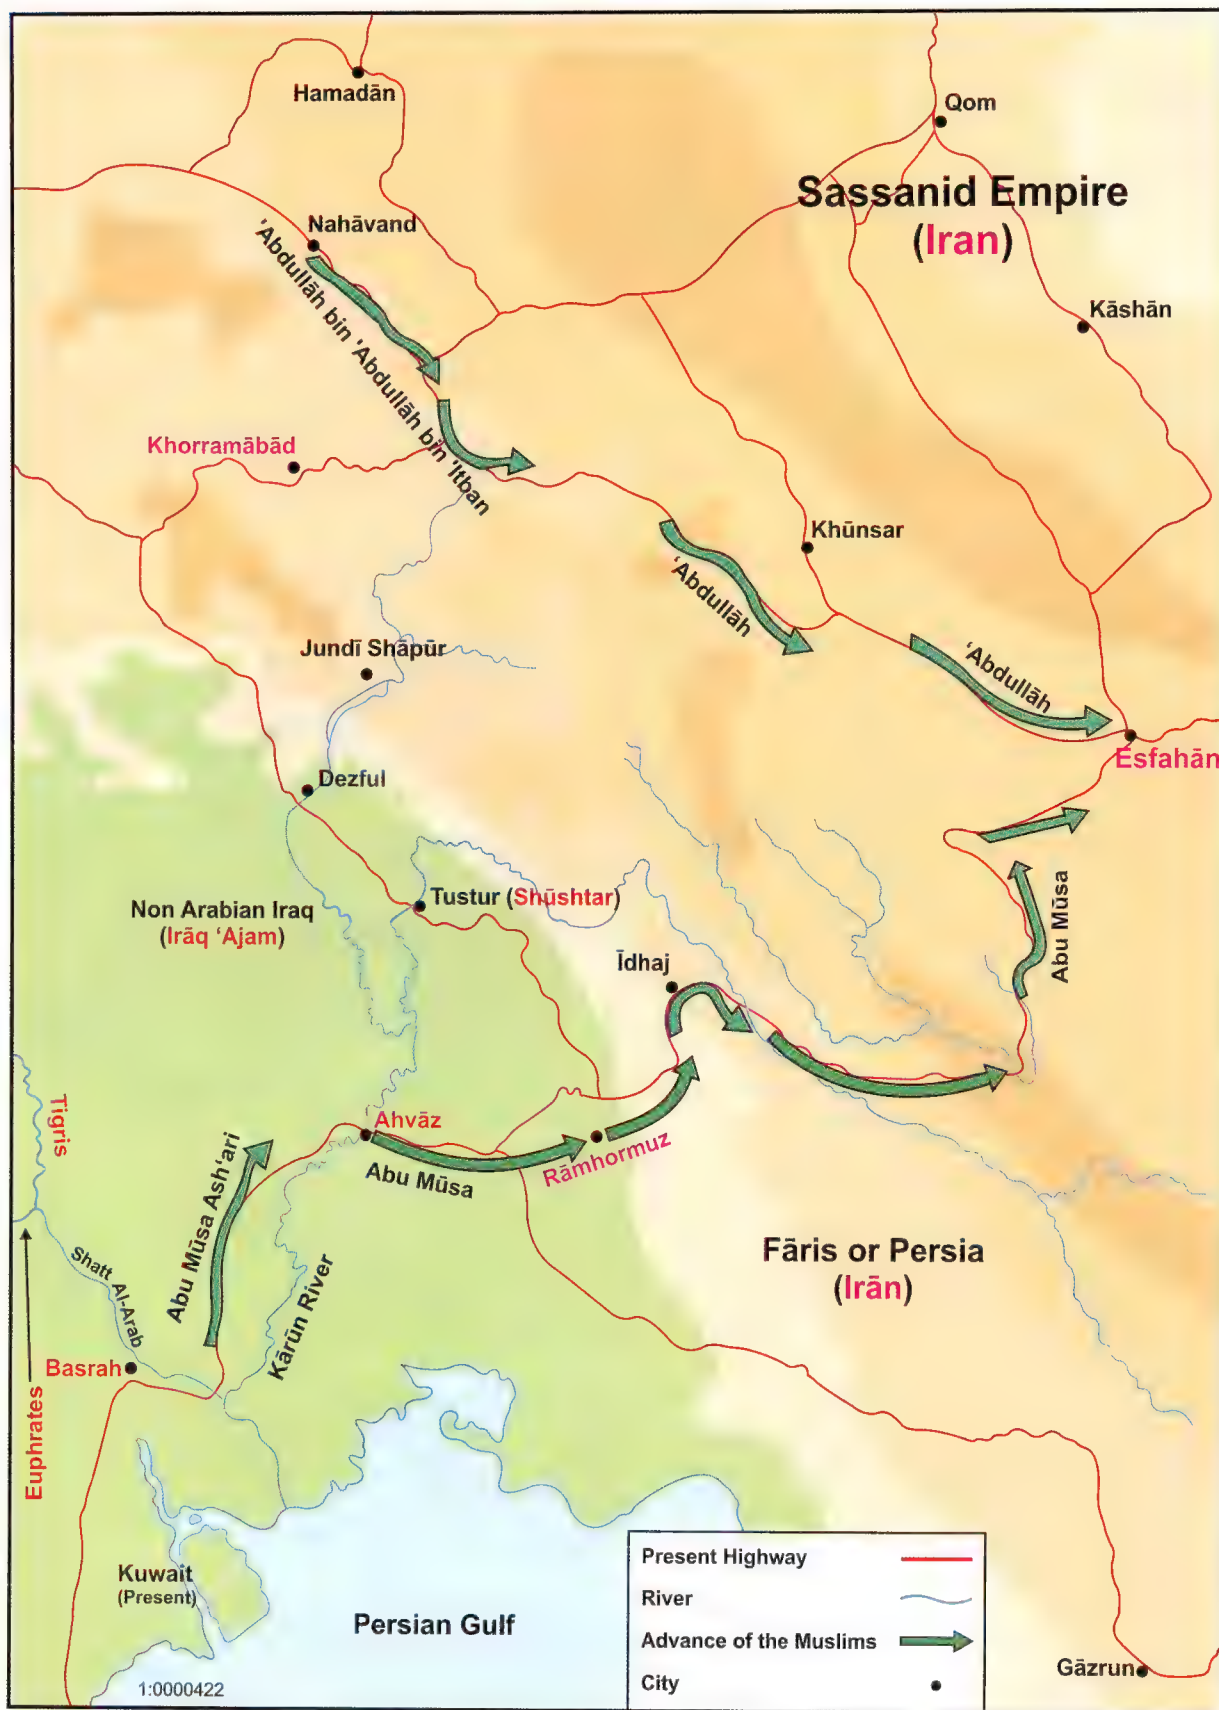 Hamadān
Qom
Sassanid Empire
(Iran)
Nahāvand
'Abdullāh bin 'Abdullāh bin 'Itban
Kāshān
Khorramābād
Khūnsar
'Abdullāh
Jundī Shāpūr
'Abdullāh
Esfahān
Dezful
Tustur (Shūshtar)
Non Arabian Iraq
(Irāq ‘Ajam)
Īdhaj
Abu Mūsa
Tigris
Ahvāz
Abu Mūsa
Rāmhormuz
Abu Mūsa Ash‘ari
Shatt Al-Arab
Kārūn River
Fāris or Persia
(Irān)
Basrah
Euphrates
Kuwait
(Present)
Persian Gulf
1:0000422
Present Highway
River
Advance of the Muslims
City
Gāzrun